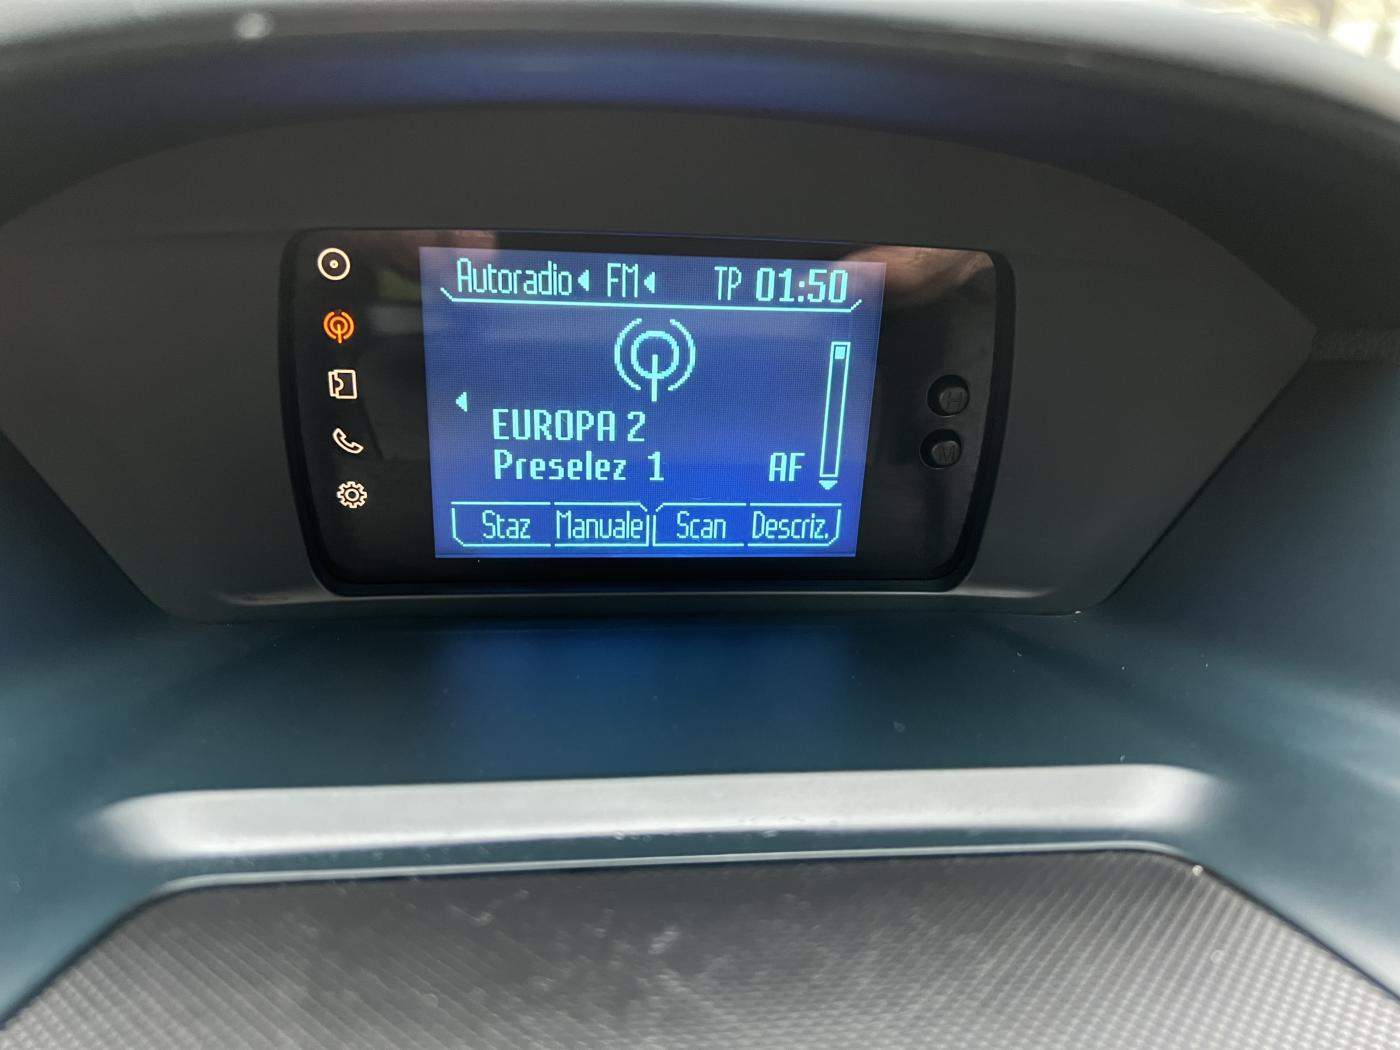 Autoradio FM TP 01:50
EUROPA 2
Preselez 1 AF
Staz Manuale Scan Descriz.
H
M